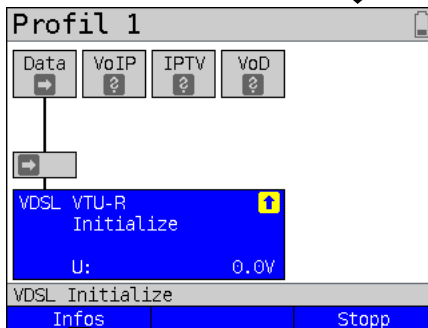 Profil 1
Data VoIP IPTV VoD
VDSL VTU-R
Initialize
U: 0.0V
VDSL Initialize
Infos Stopp